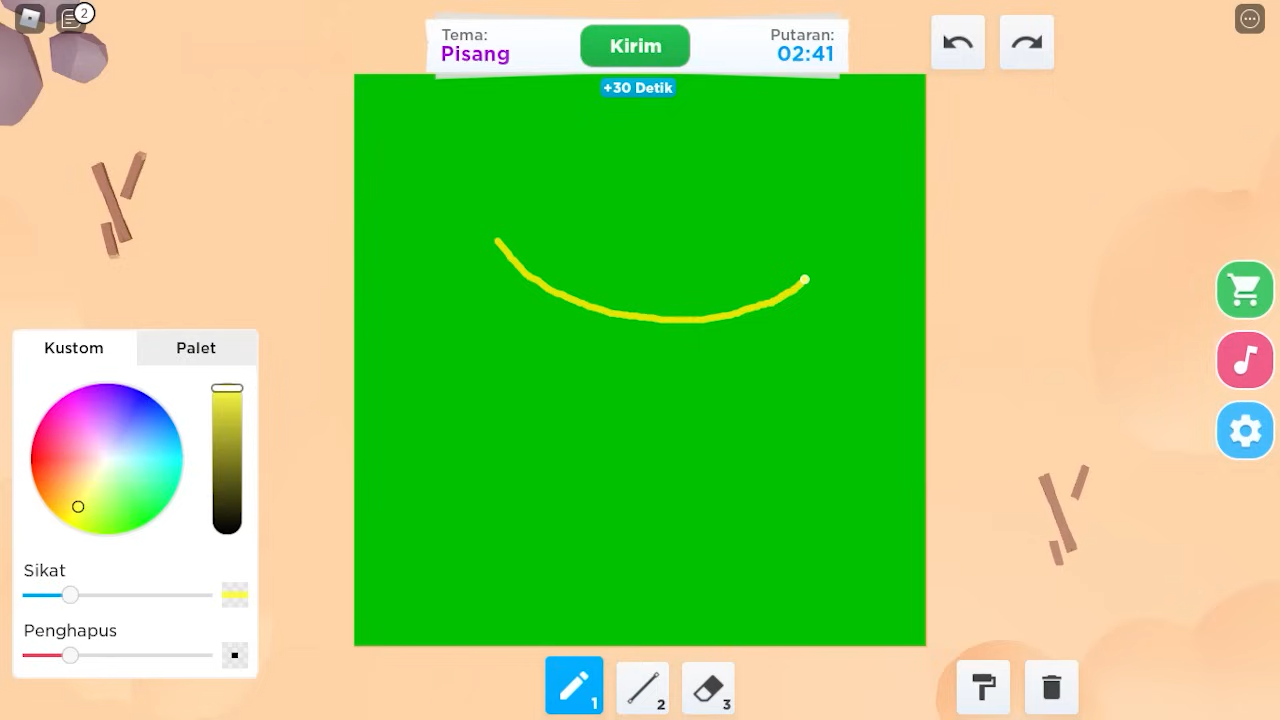 2
Tema:
Pisang
Kirim
Putaran:
02:41
+30 Detik
Kustom
Palet
Sikat
Penghapus
1
2
3